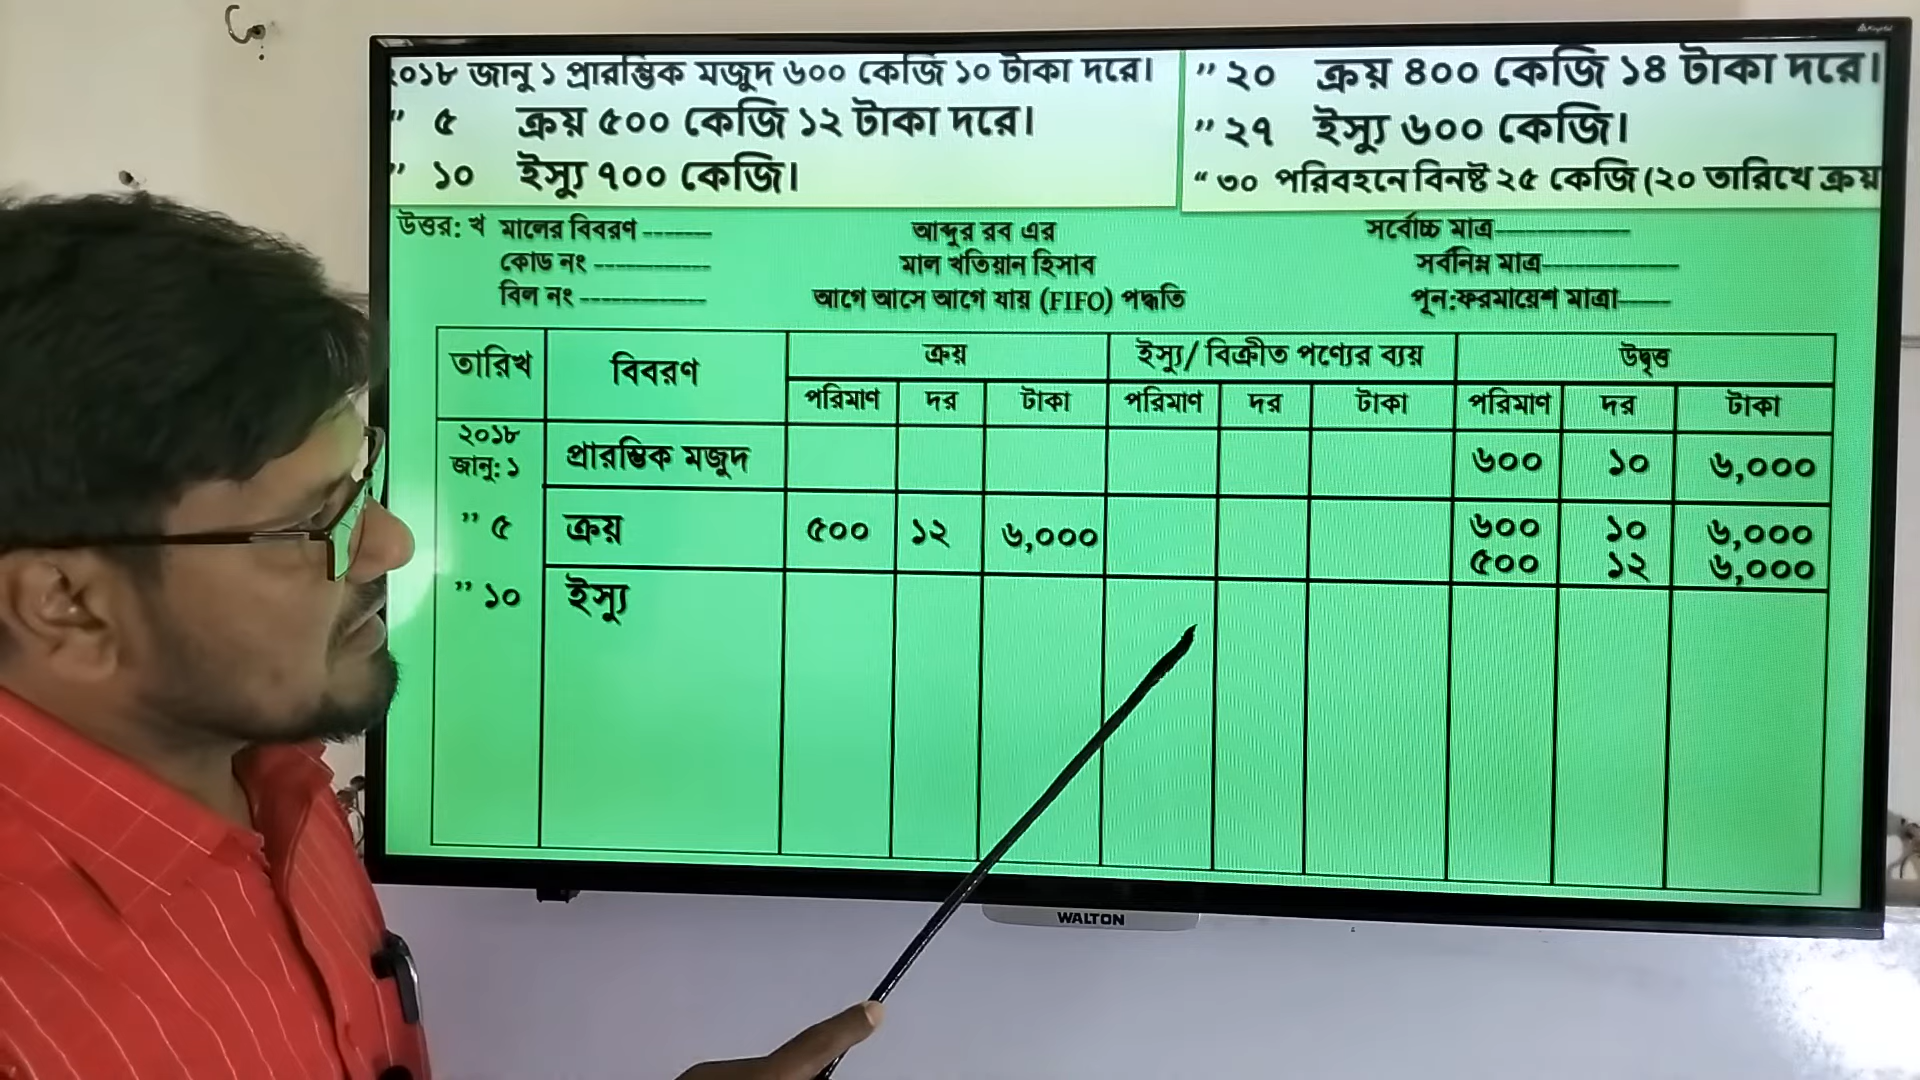 ২০১৮ জানু ১ প্রারম্ভিক মজুদ ৬০০ কেজি ১০ টাকা দরে।
” ৫ ক্রয় ৫০০ কেজি ১২ টাকা দরে।
” ১০ ইস্যু ৭০০ কেজি।
” ২০ ক্রয় ৪০০ কেজি ১৪ টাকা দরে।
” ২৭ ইস্যু ৬০০ কেজি।
“ ৩০ পরিবহনে বিনষ্ট ২৫ কেজি (২০ তারিখে ক্রয়
উত্তর: খ মালের বিবরণ ------- আব্দুর রব এর সর্বোচ্চ মাত্র-------------
কোড নং ------------ মাল খতিয়ান হিসাব সর্বনিম্ন মাত্র-------------
বিল নং ------------- আগে আসে আগে যায় (FIFO) পদ্ধতি পূন:ফরমায়েশ মাত্রা-----
তারিখ বিবরণ ক্রয় ইস্যু/ বিক্রীত পণ্যের ব্যয় উদ্বৃত্ত
পরিমাণ দর টাকা পরিমাণ দর টাকা পরিমাণ দর টাকা
২০১৮
জানু: ১ প্রারম্ভিক মজুদ ৬০০ ১০ ৬,০০০
” ৫ ক্রয় ৫০০ ১২ ৬,০০০ ৬০০ ১০ ৬,০০০
৫০০ ১২ ৬,০০০
” ১০ ইস্যু
WALTON